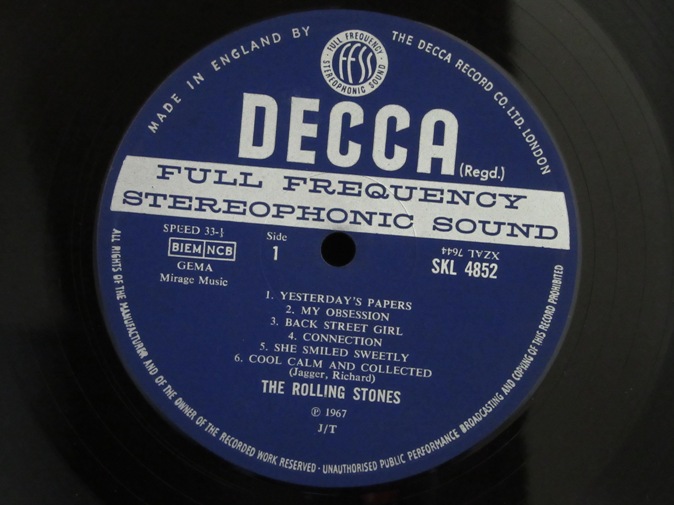 MADE IN ENGLAND BY
THE DECCA RECORD CO. LTD. LONDON
FULL FREQUENCY
FFSS
STEREOPHONIC SOUND
DECCA (Regd.)
FULL FREQUENCY
STEREOPHONIC SOUND
SPEED 33-⅓
BIEM NCB
GEMA
Mirage Music
Side
1
XZAL 7644
SKL 4852
1. YESTERDAY'S PAPERS
2. MY OBSESSION
3. BACK STREET GIRL
4. CONNECTION
5. SHE SMILED SWEETLY
6. COOL CALM AND COLLECTED
(Jagger, Richard)
THE ROLLING STONES
℗ 1967
J/T
ALL RIGHTS OF THE MANUFACTURER AND OF THE OWNER OF THE RECORDED WORK RESERVED · UNAUTHORISED PUBLIC PERFORMANCE BROADCASTING AND COPYING OF THIS RECORD PROHIBITED